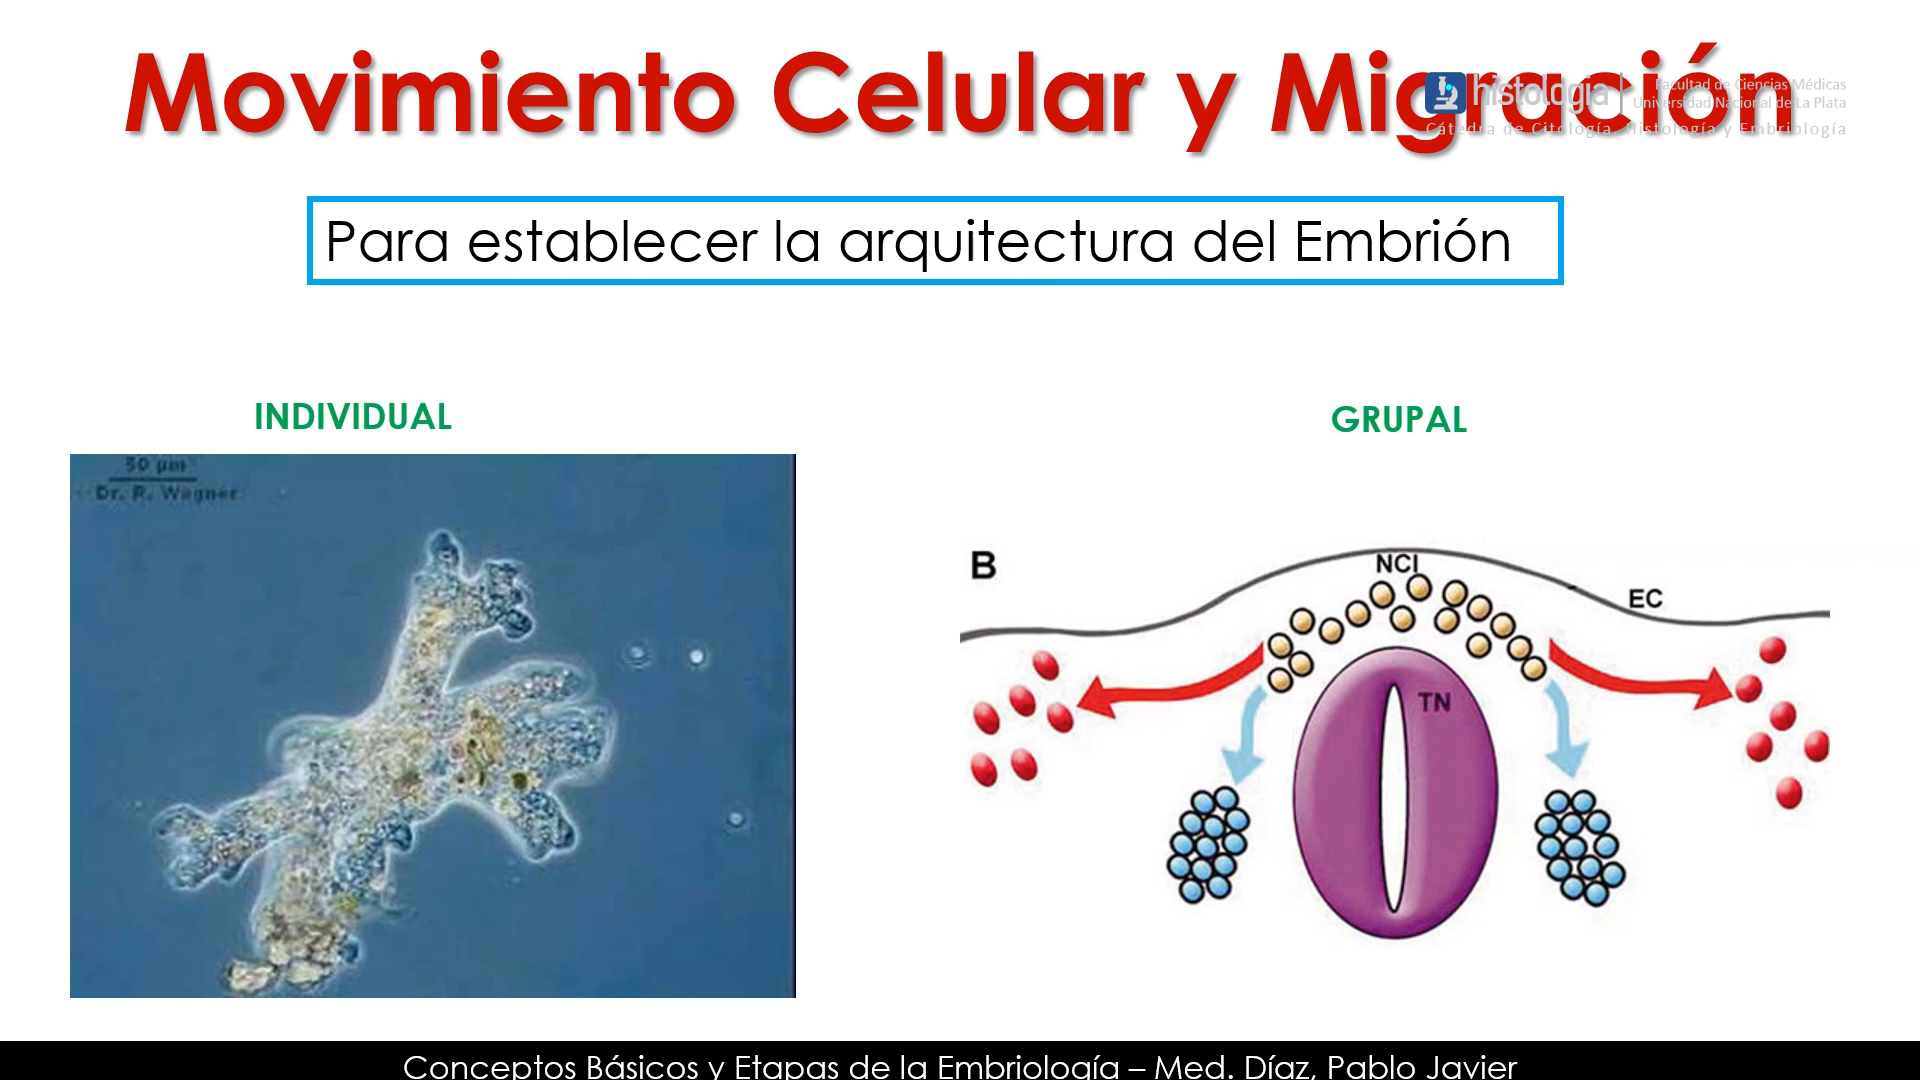 Movimiento Celular y Migración
histología
Facultad de Ciencias Médicas
Universidad Nacional de La Plata
Cátedra de Citología, Histología y Embriología
Para establecer la arquitectura del Embrión
INDIVIDUAL
GRUPAL
50 µm
Dr. R. Wagner
B
NCl
EC
TN
Conceptos Básicos y Etapas de la Embriología – Med. Díaz, Pablo Javier